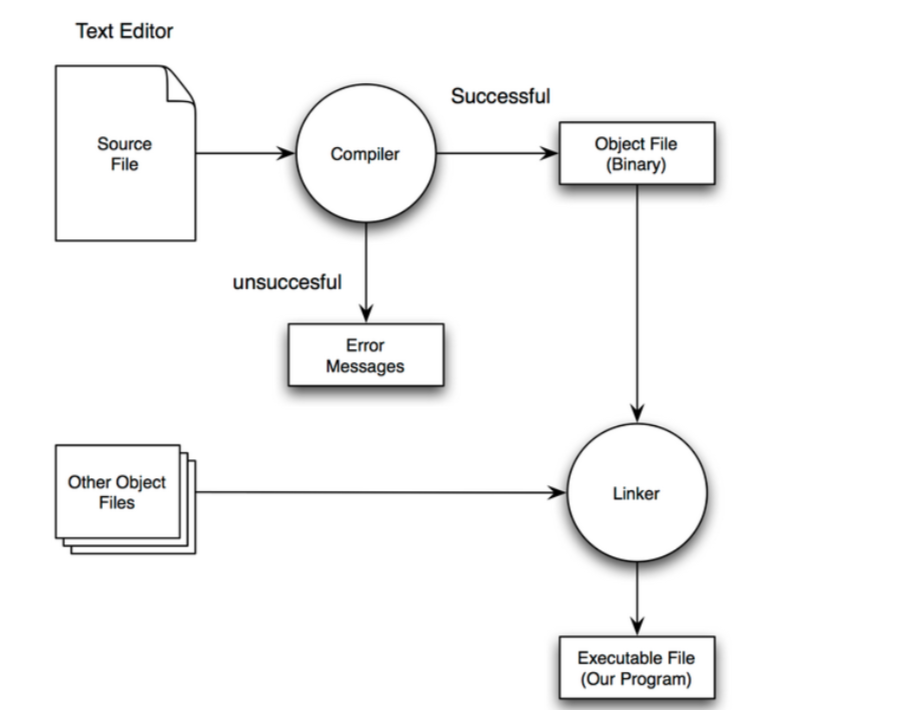 Text Editor
Source
File
Compiler
Successful
Object File
(Binary)
unsuccesful
Error
Messages
Other Object
Files
Linker
Executable File
(Our Program)